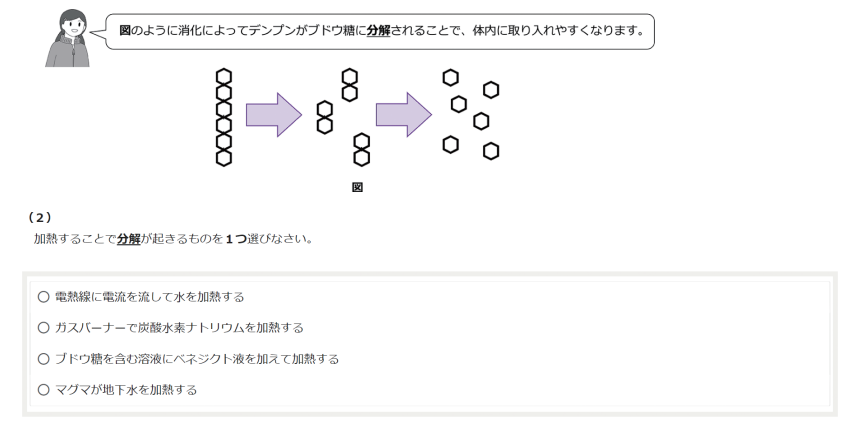 図のように消化によってデンプンがブドウ糖に分解されることで、体内に取り入れやすくなります。
図
（２）
加熱することで分解が起きるものを１つ選びなさい。
電熱線に電流を流して水を加熱する
ガスバーナーで炭酸水素ナトリウムを加熱する
ブドウ糖を含む溶液にベネジクト液を加えて加熱する
マグマが地下水を加熱する